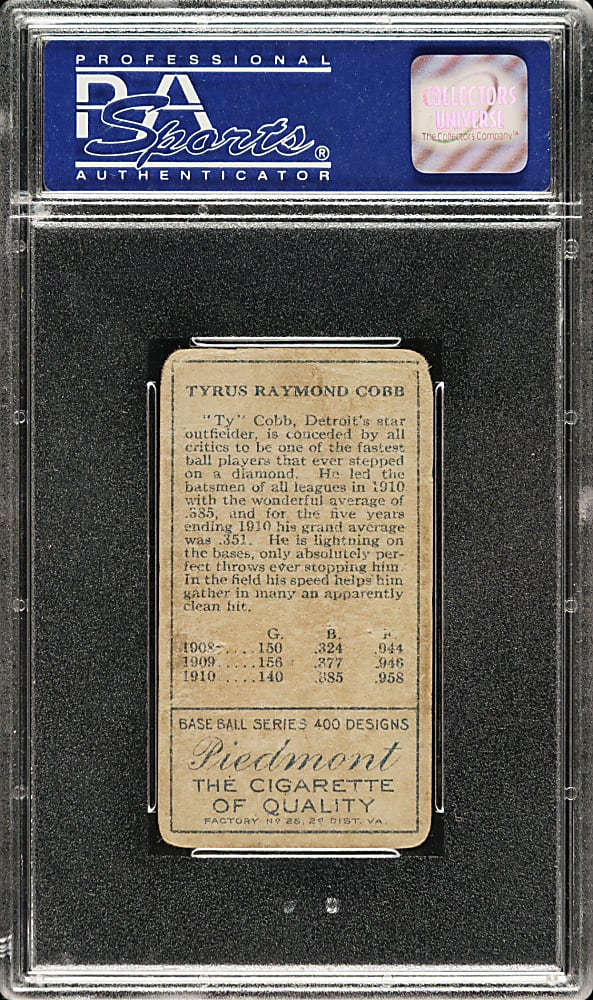 PROFESSIONAL
PSA
Sports®
AUTHENTICATOR
COLLECTORS
UNIVERSE
The Collectors Company™
TYRUS RAYMOND COBB
"Ty" Cobb, Detroit's star
outfielder, is conceded by all
critics to be one of the fastest
ball players that ever stepped
on a diamond. He led the
batsmen of all leagues in 1910
with the wonderful average of
.385, and for the five years
ending 1910 his grand average
was .351. He is lightning on
the bases, only absolutely per-
fect throws ever stopping him.
In the field his speed helps him
gather in many an apparently
clean hit.
G. B. F.
1908.....150 .324 .944
1909.....156 .377 .946
1910.....140 .385 .958
BASE BALL SERIES 400 DESIGNS
Piedmont
THE CIGARETTE
OF QUALITY
FACTORY Nº 25, 2º DIST. VA.